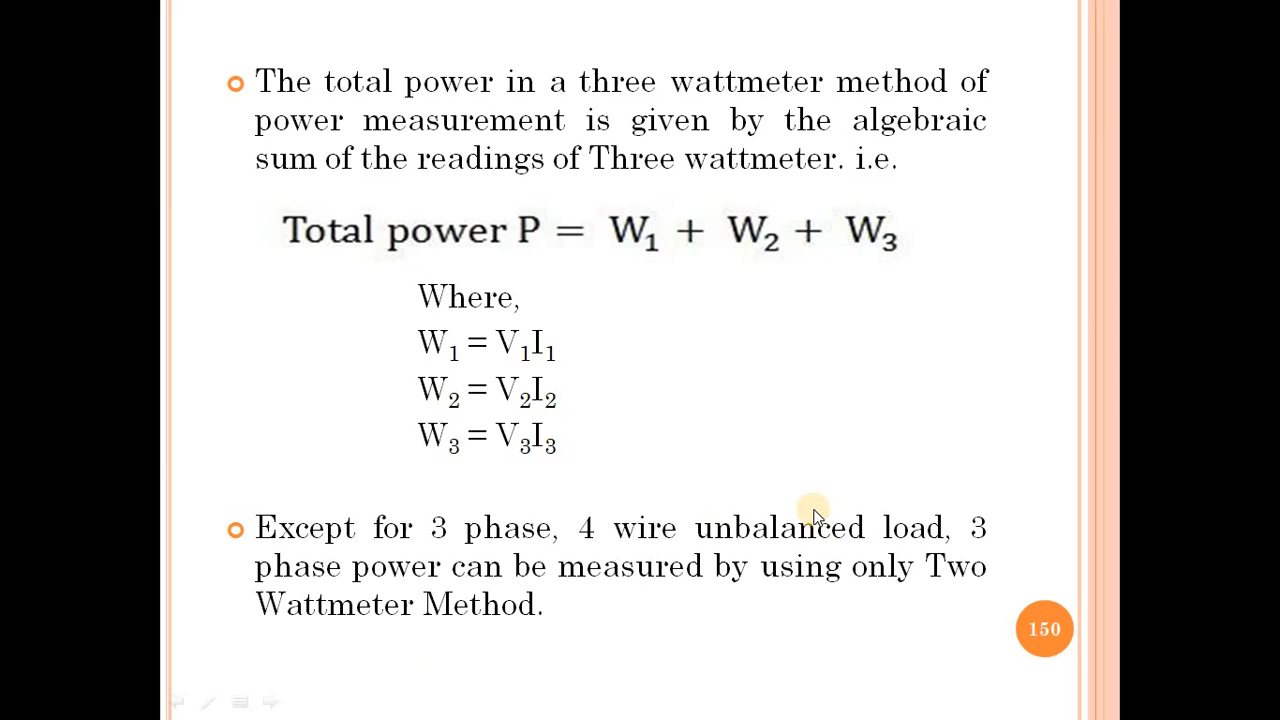 The total power in a three wattmeter method of
power measurement is given by the algebraic
sum of the readings of Three wattmeter. i.e.
Total power P = W₁ + W₂ + W₃
Where,
W₁ = V₁I₁
W₂ = V₂I₂
W₃ = V₃I₃
Except for 3 phase, 4 wire unbalanced load, 3
phase power can be measured by using only Two
Wattmeter Method.
150